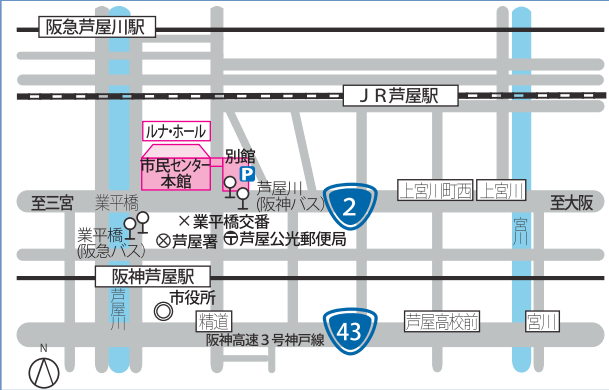 阪急芦屋川駅
JR芦屋駅
ルナ・ホール
別館
市民センター
本館
P
芦屋川
(阪神バス)
2
上宮川町西
上宮川
至三宮
業平橋
至大阪
業平橋
(阪急バス)
×業平橋交番
芦屋署
芦屋公光郵便局
宮川
阪神芦屋駅
芦屋川
市役所
精道
阪神高速3号神戸線
43
芦屋高校前
宮川
N